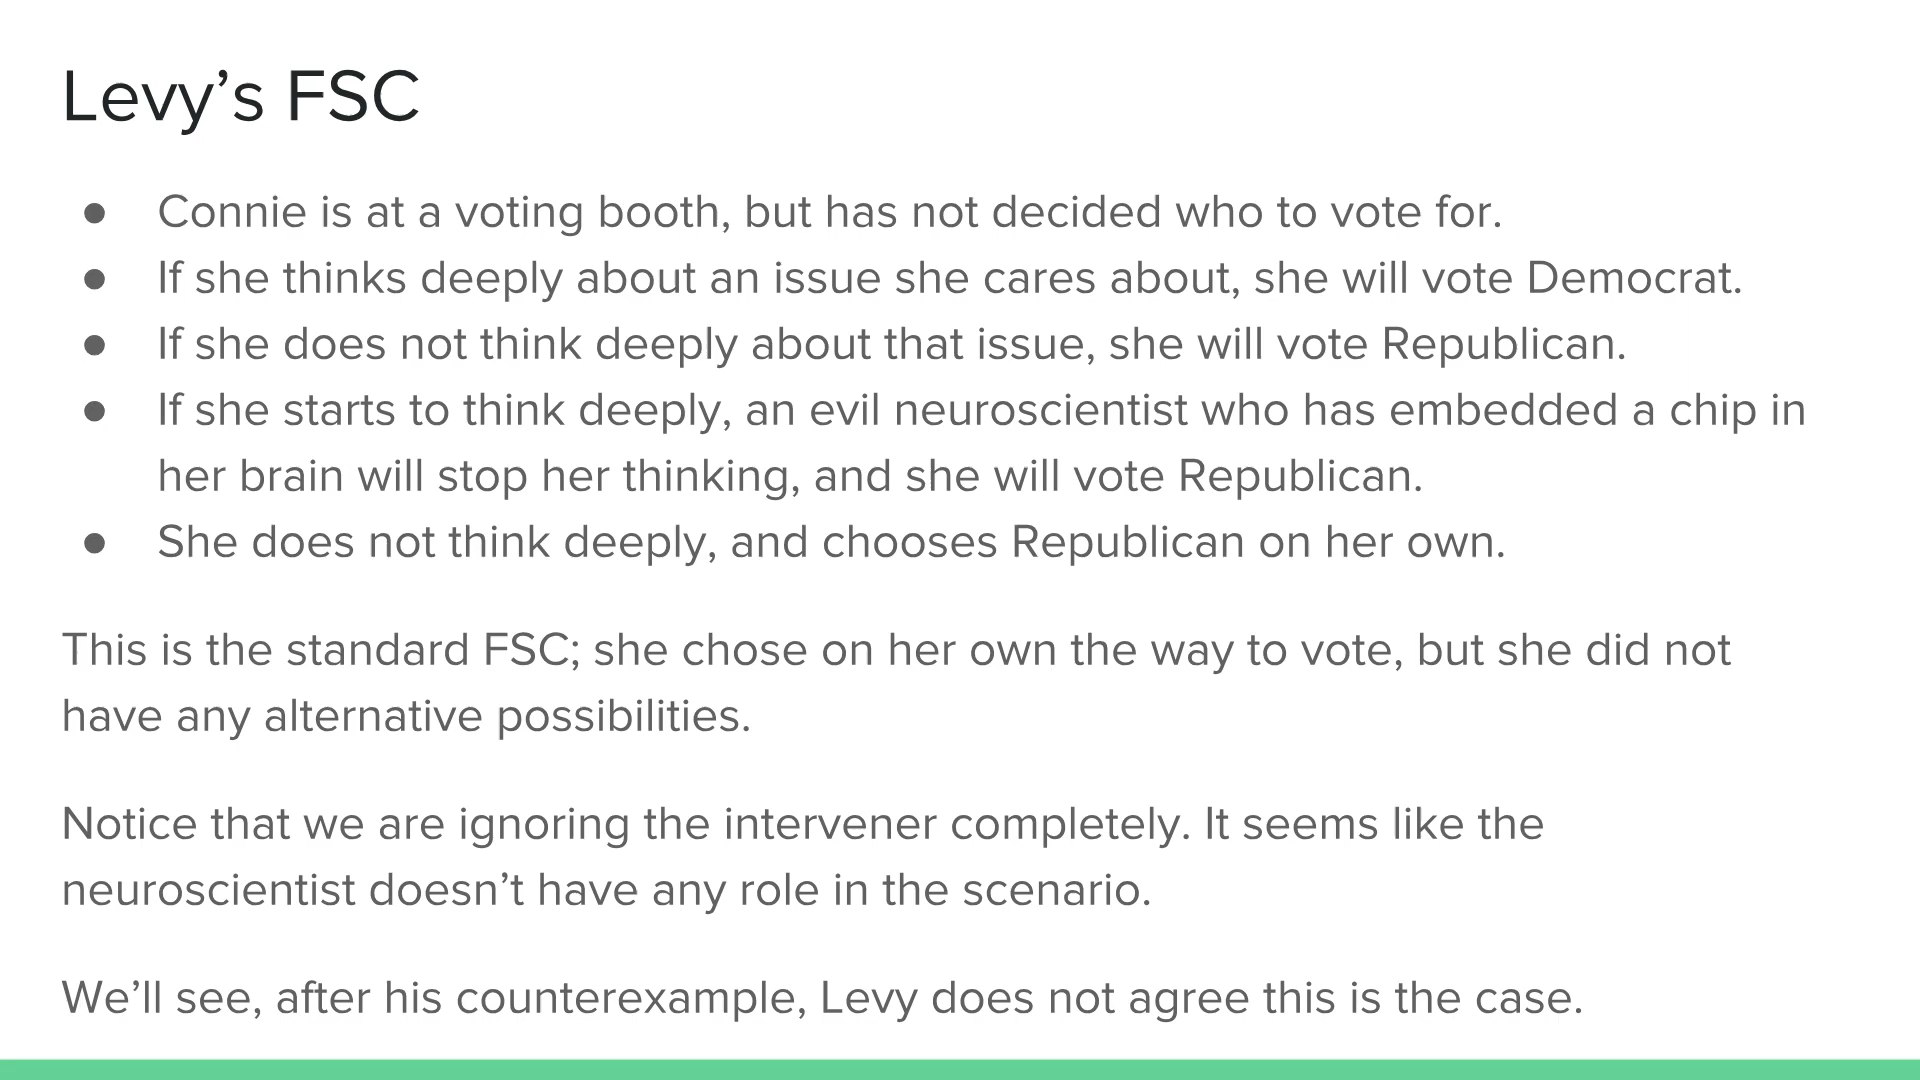 Levy’s FSC
● Connie is at a voting booth, but has not decided who to vote for.
● If she thinks deeply about an issue she cares about, she will vote Democrat.
● If she does not think deeply about that issue, she will vote Republican.
● If she starts to think deeply, an evil neuroscientist who has embedded a chip in
her brain will stop her thinking, and she will vote Republican.
● She does not think deeply, and chooses Republican on her own.
This is the standard FSC; she chose on her own the way to vote, but she did not
have any alternative possibilities.
Notice that we are ignoring the intervener completely. It seems like the
neuroscientist doesn’t have any role in the scenario.
We’ll see, after his counterexample, Levy does not agree this is the case.